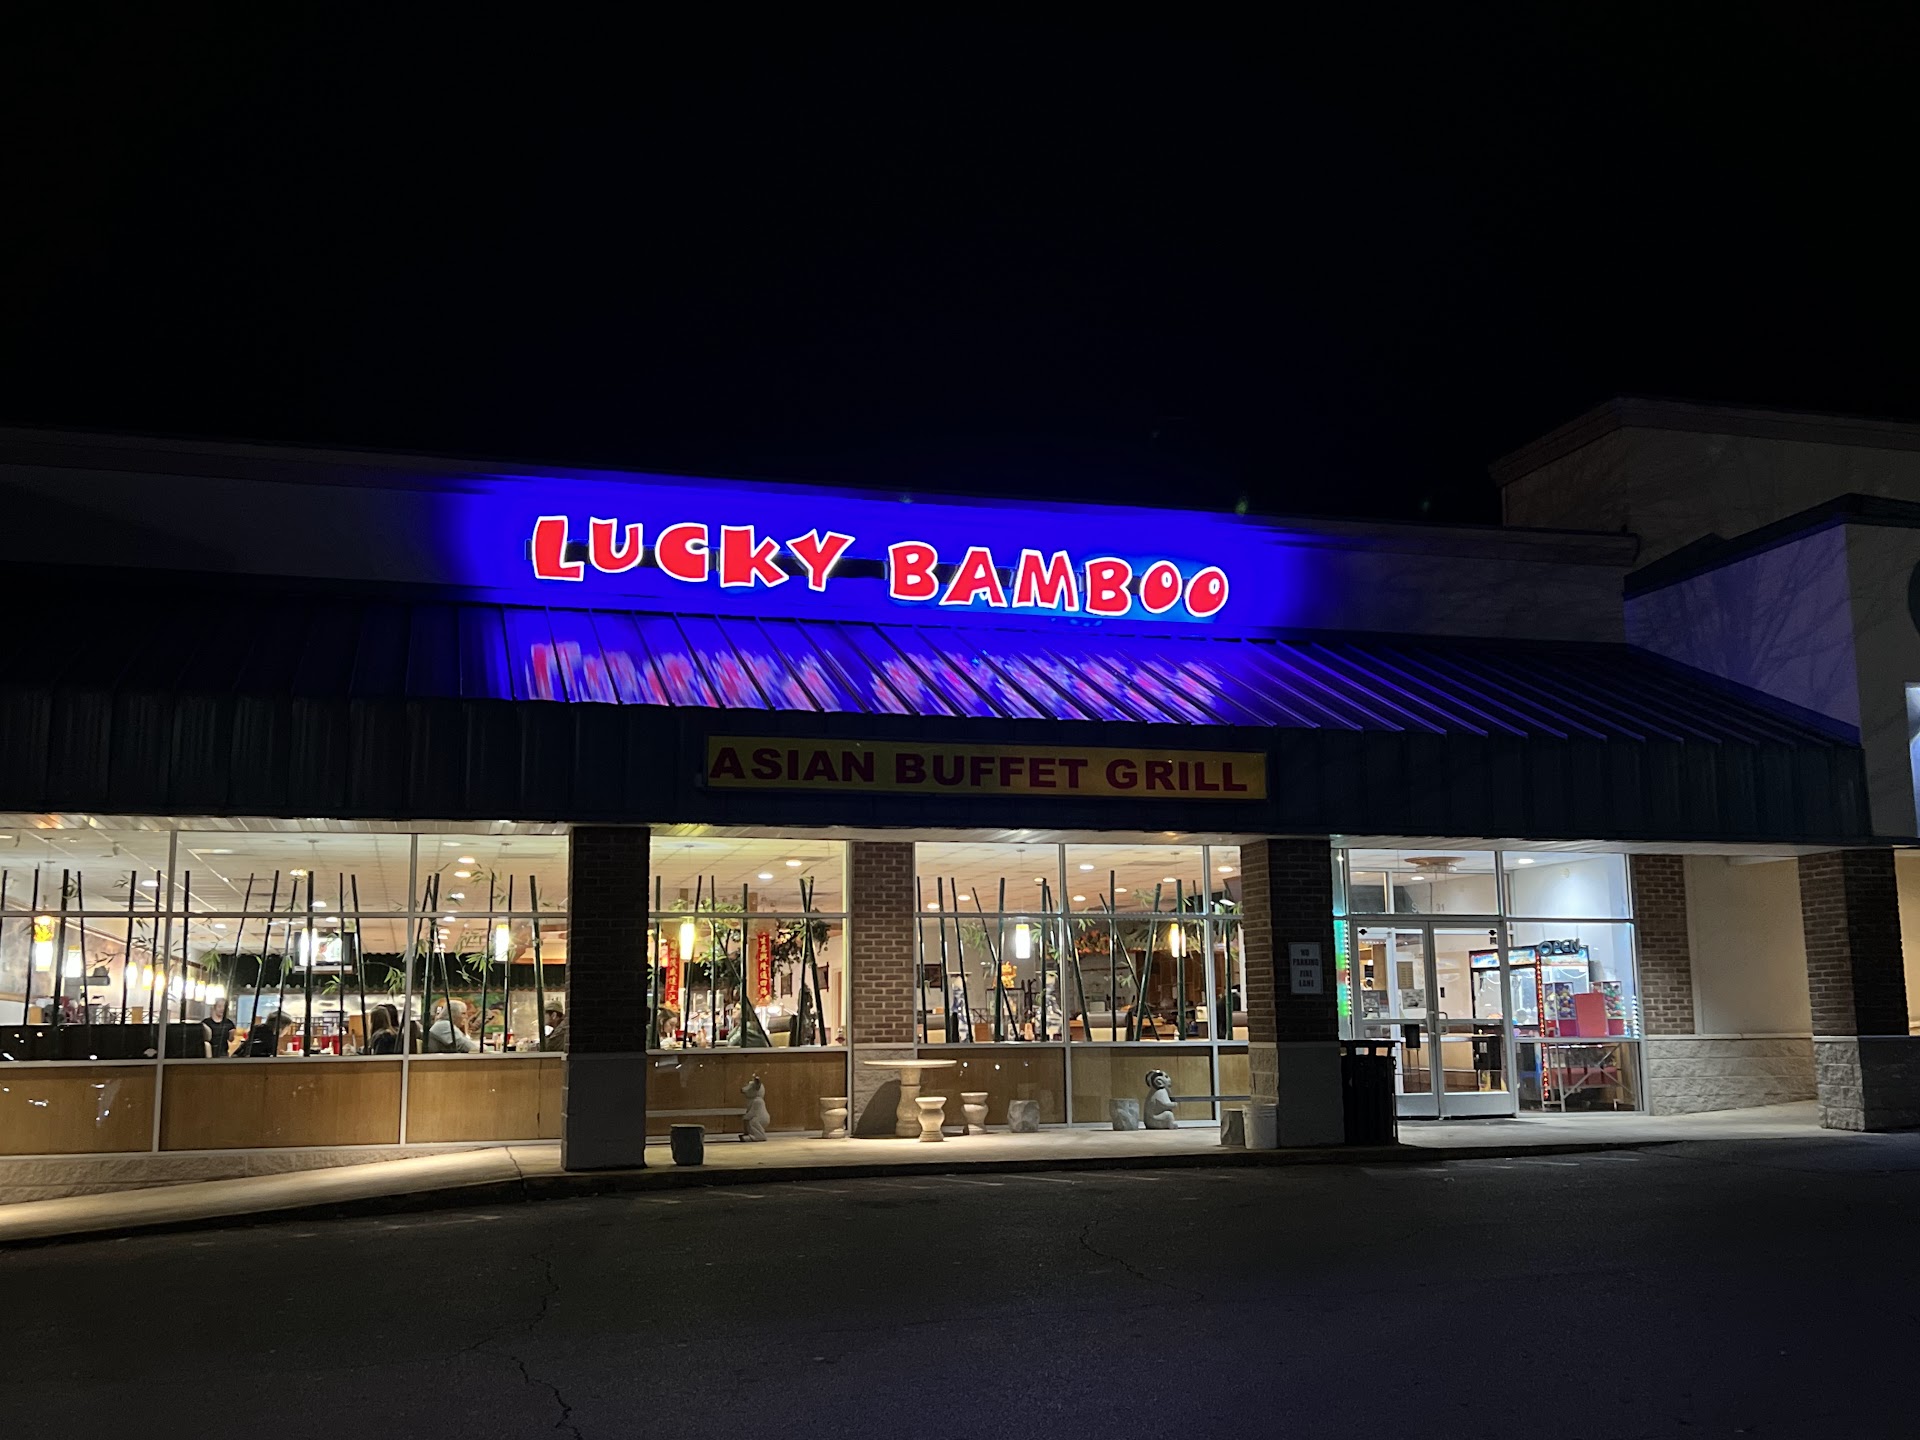 LUCKY BAMBOO
ASIAN BUFFET GRILL
NO
PARKING
FIRE
LANE
OPEN